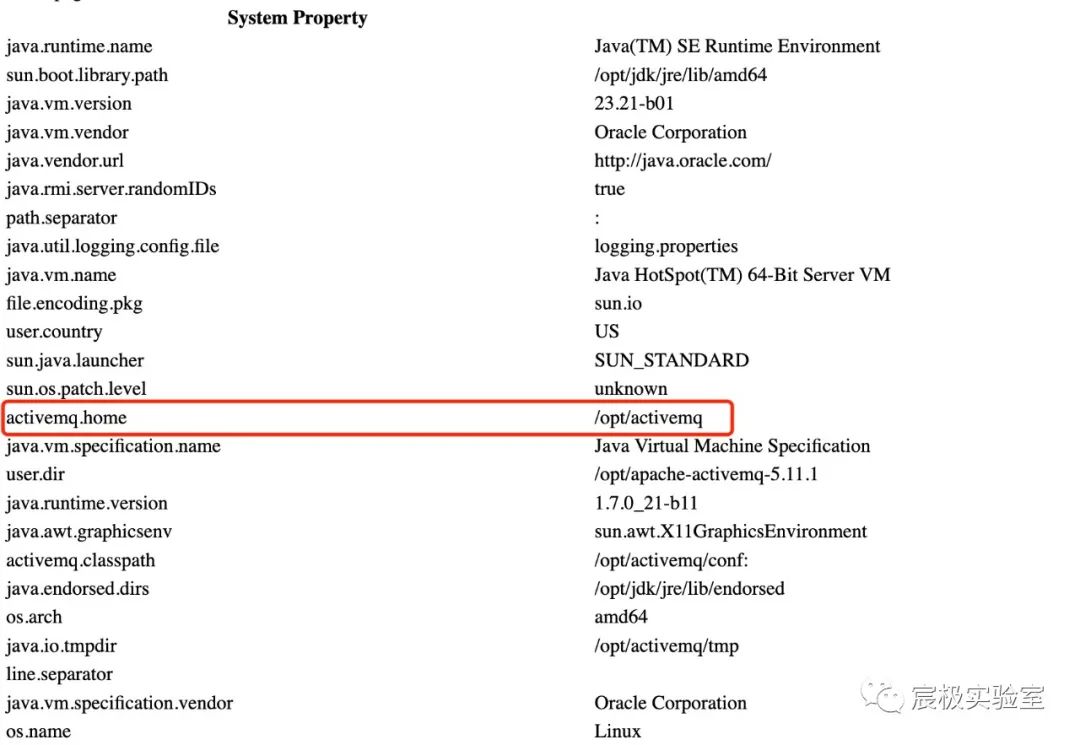 System Property
java.runtime.name Java(TM) SE Runtime Environment
sun.boot.library.path /opt/jdk/jre/lib/amd64
java.vm.version 23.21-b01
java.vm.vendor Oracle Corporation
java.vendor.url http://java.oracle.com/
java.rmi.server.randomIDs true
path.separator :
java.util.logging.config.file logging.properties
java.vm.name Java HotSpot(TM) 64-Bit Server VM
file.encoding.pkg sun.io
user.country US
sun.java.launcher SUN_STANDARD
sun.os.patch.level unknown
activemq.home /opt/activemq
java.vm.specification.name Java Virtual Machine Specification
user.dir /opt/apache-activemq-5.11.1
java.runtime.version 1.7.0_21-b11
java.awt.graphicsenv sun.awt.X11GraphicsEnvironment
activemq.classpath /opt/activemq/conf:
java.endorsed.dirs /opt/jdk/jre/lib/endorsed
os.arch amd64
java.io.tmpdir /opt/activemq/tmp
line.separator
java.vm.specification.vendor Oracle Corporation
os.name Linux
宸极实验室